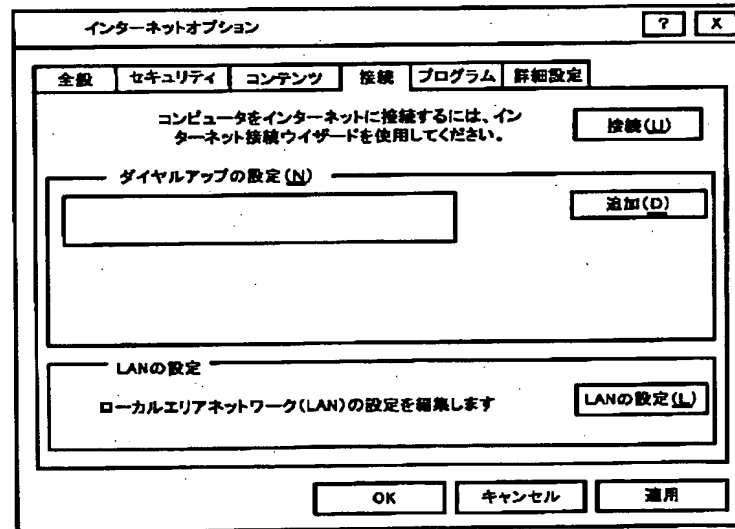 インターネットオプション ? X
全般 セキュリティ コンテンツ 接続 プログラム 詳細設定
コンピュータをインターネットに接続するには、イン
ターネット接続ウイザードを使用してください。
接続(U)
ダイヤルアップの設定(N)
追加(D)
LANの設定
ローカルエリアネットワーク(LAN)の設定を編集します
LANの設定(L)
OK キャンセル 適用